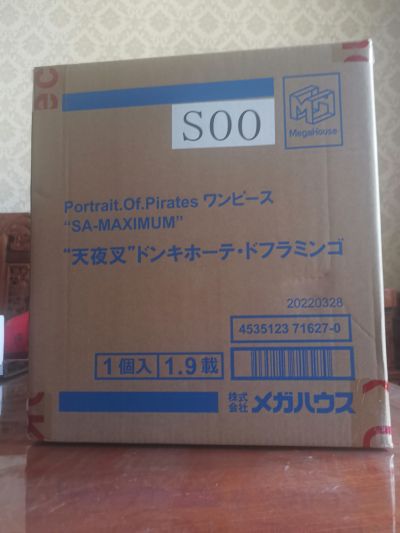 SOO
MegaHouse
Portrait.Of.Pirates ワンピース
“SA-MAXIMUM”
“天夜叉”ドンキホーテ・ドフラミンゴ
20220328
4535123 71627-0
1個入 1.9載
株式会社 メガハウス